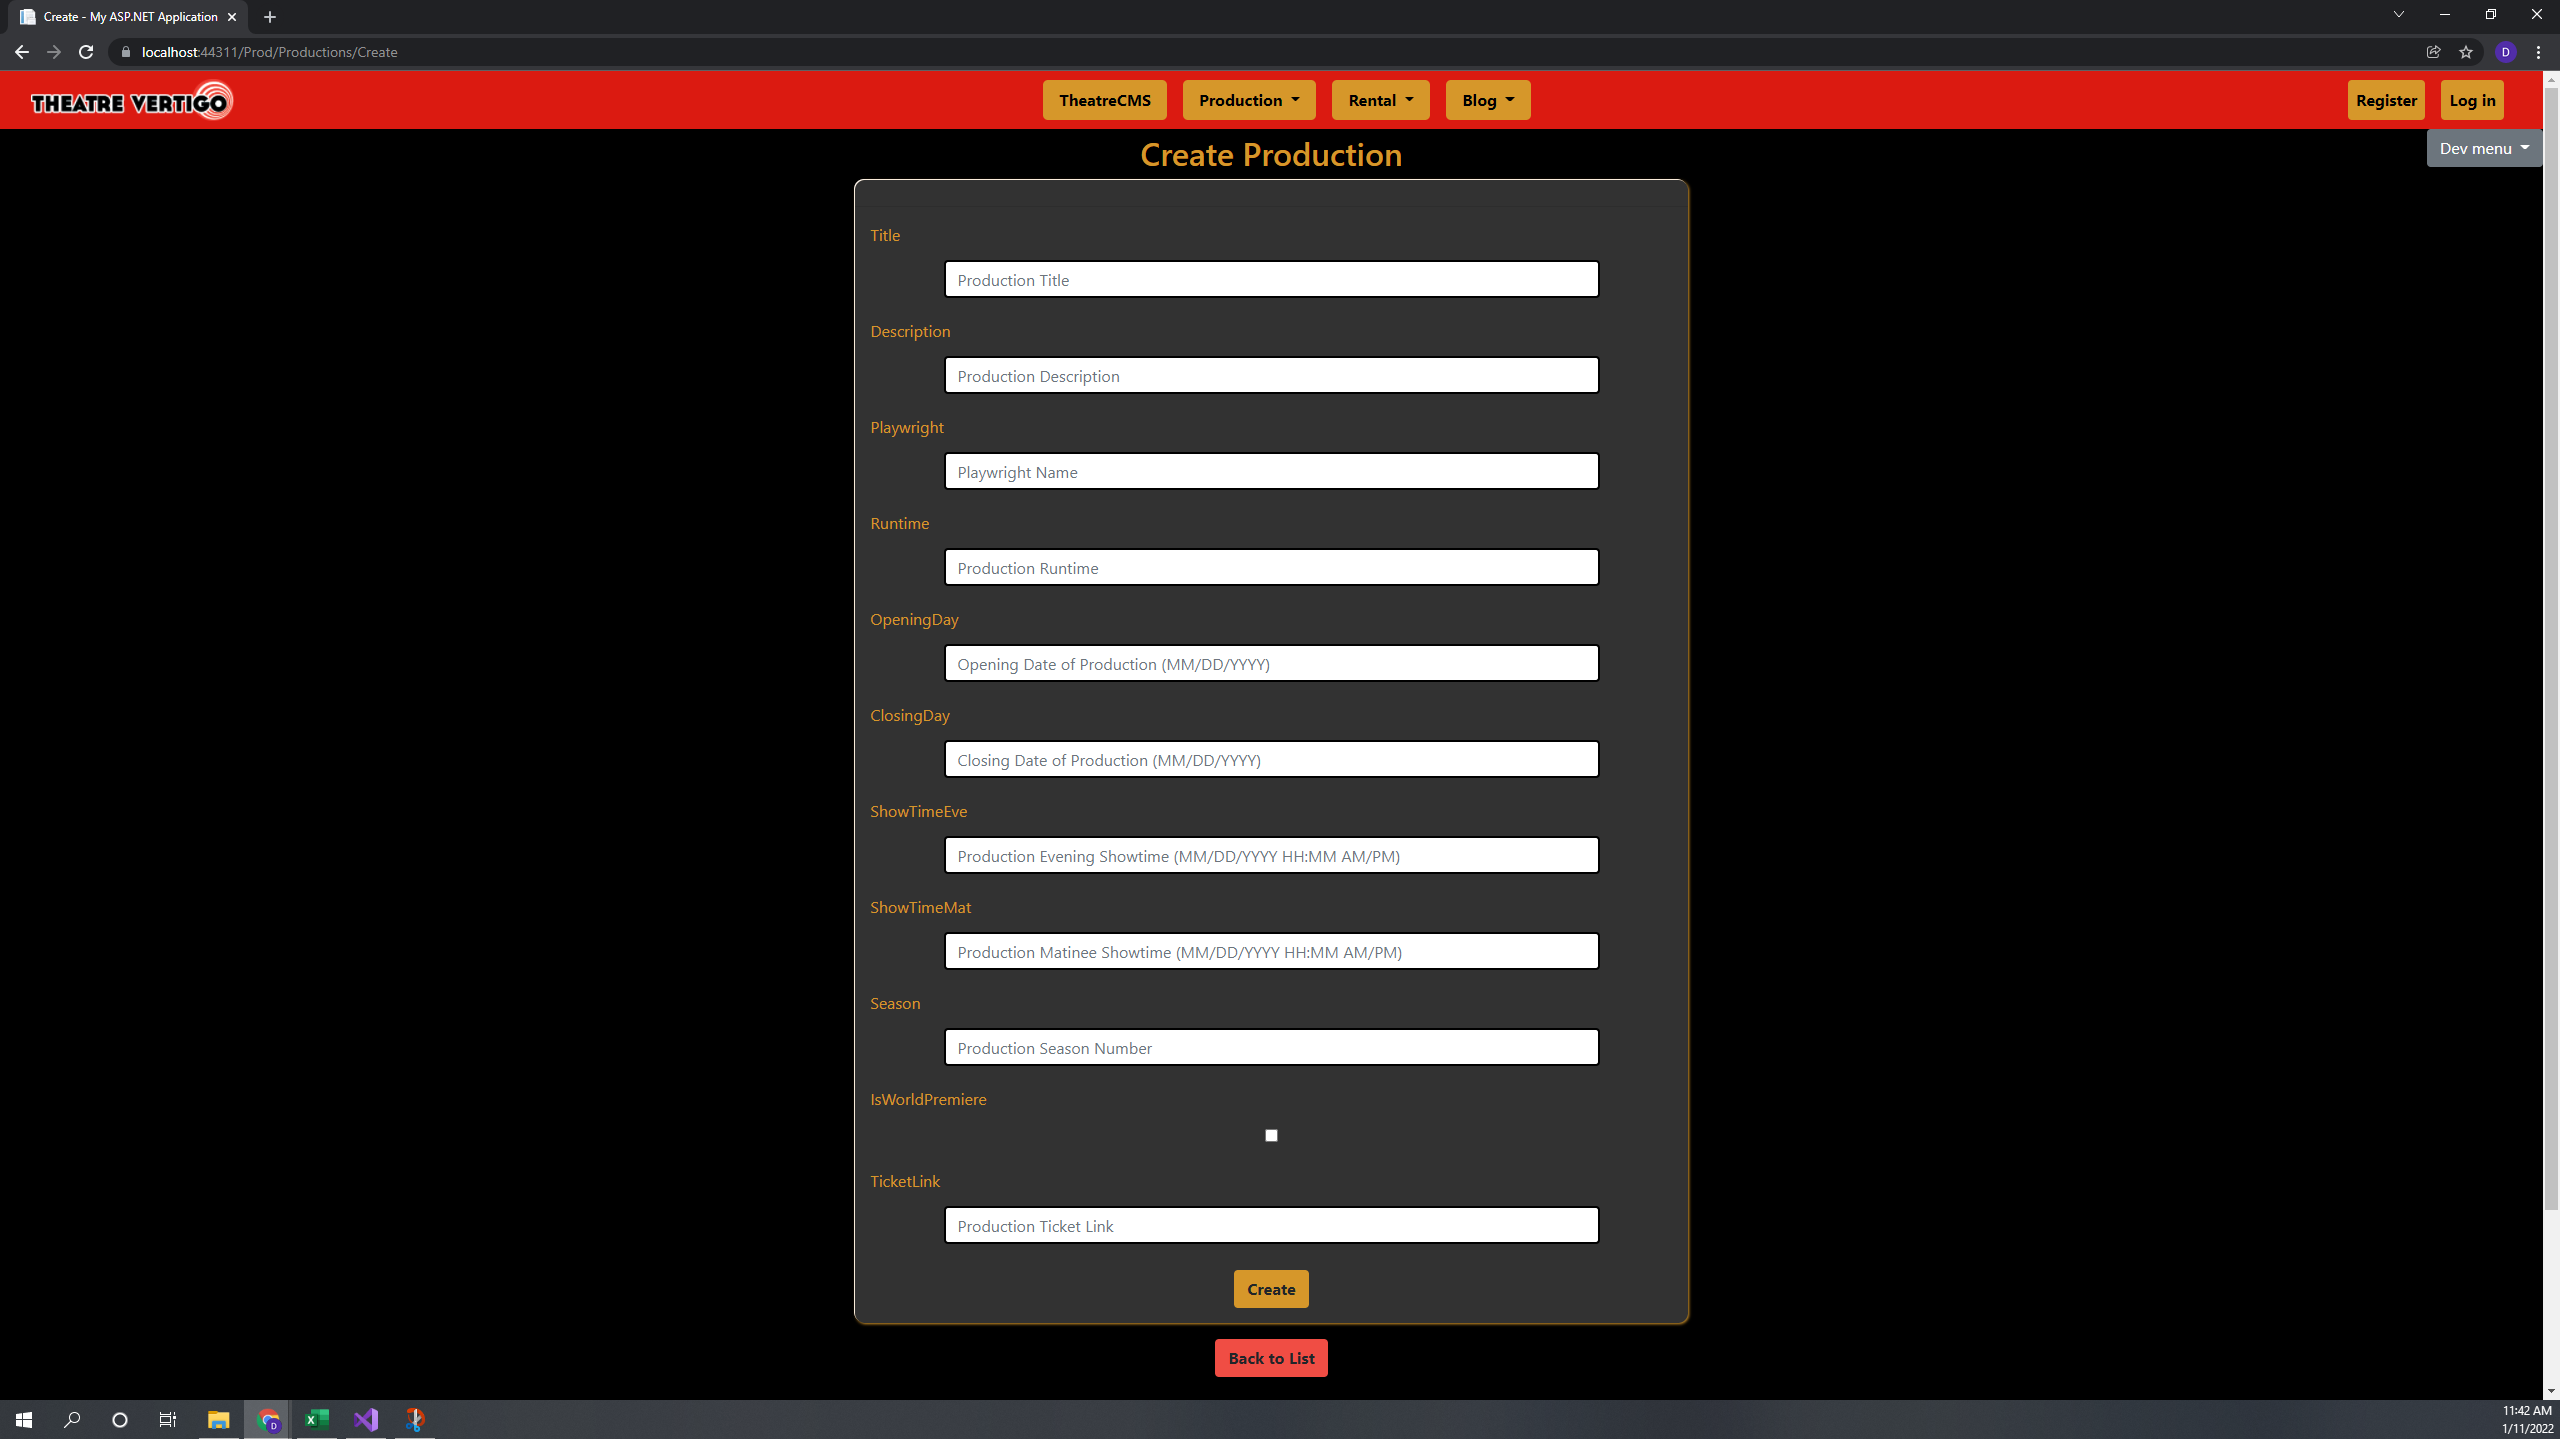 Create - My ASP.NET Application
localhost:44311/Prod/Productions/Create
D
THEATRE VERTIGO
TheatreCMS
Production
Rental
Blog
Register
Log in
Dev menu
Create Production
Title
Production Title
Description
Production Description
Playwright
Playwright Name
Runtime
Production Runtime
OpeningDay
Opening Date of Production (MM/DD/YYYY)
ClosingDay
Closing Date of Production (MM/DD/YYYY)
ShowTimeEve
Production Evening Showtime (MM/DD/YYYY HH:MM AM/PM)
ShowTimeMat
Production Matinee Showtime (MM/DD/YYYY HH:MM AM/PM)
Season
Production Season Number
IsWorldPremiere
TicketLink
Production Ticket Link
Create
Back to List
D
X
11:42 AM
1/11/2022